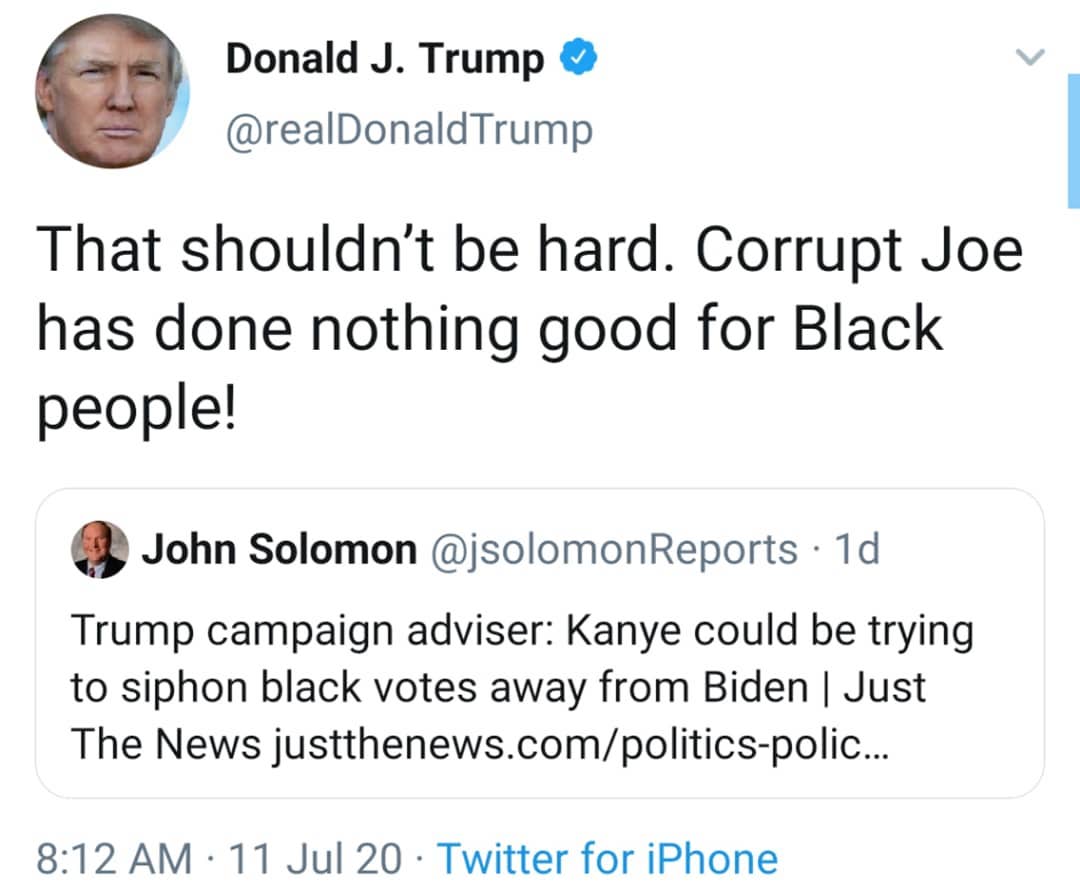 Donald J. Trump
@realDonaldTrump
That shouldn’t be hard. Corrupt Joe
has done nothing good for Black
people!
John Solomon @jsolomonReports · 1d
Trump campaign adviser: Kanye could be trying
to siphon black votes away from Biden | Just
The News justthenews.com/politics-polic...
8:12 AM · 11 Jul 20 · Twitter for iPhone